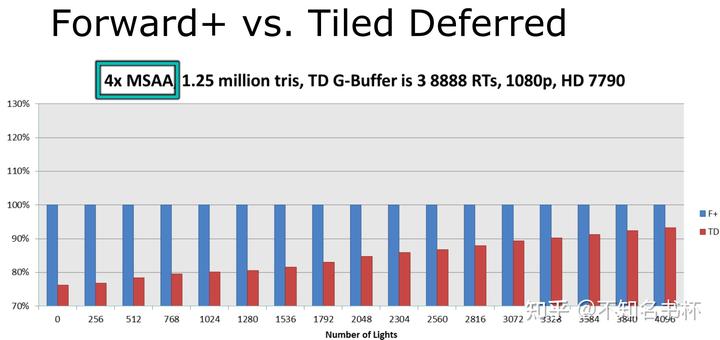 Forward+ vs. Tiled Deferred
4x MSAA, 1.25 million tris, TD G-Buffer is 3 8888 RTs, 1080p, HD 7790
130%
120%
110%
100%
90%
80%
70%
F+
TD
0 256 512 768 1024 1280 1536 1792 2048 2304 2560 2816 3072 3328 3584 3840 4096
Number of Lights
知乎 @不知名书杯